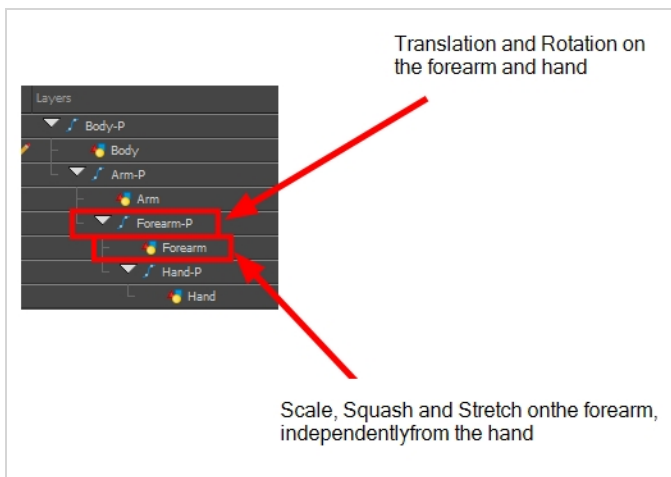 Translation and Rotation on
the forearm and hand
Layers
Body-P
Body
Arm-P
Arm
Forearm-P
Forearm
Hand-P
Hand
Scale, Squash and Stretch onthe forearm,
independentlyfrom the hand